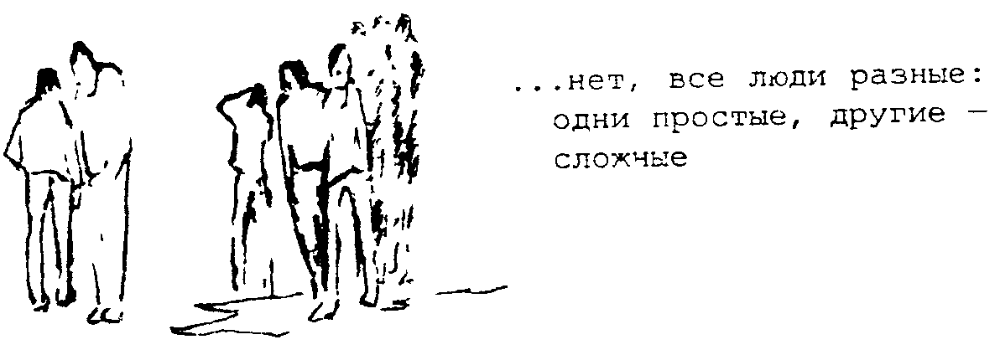 ...нет, все люди разные:
одни простые, другие —
сложные